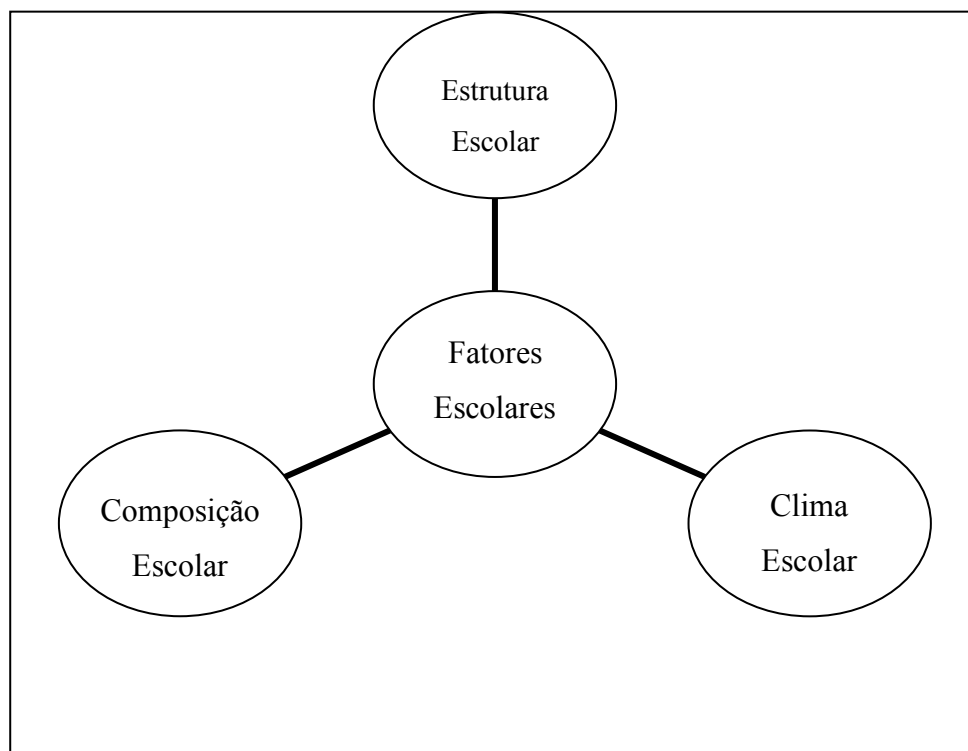 Estrutura
Escolar
Fatores
Escolares
Composição
Escolar
Clima
Escolar